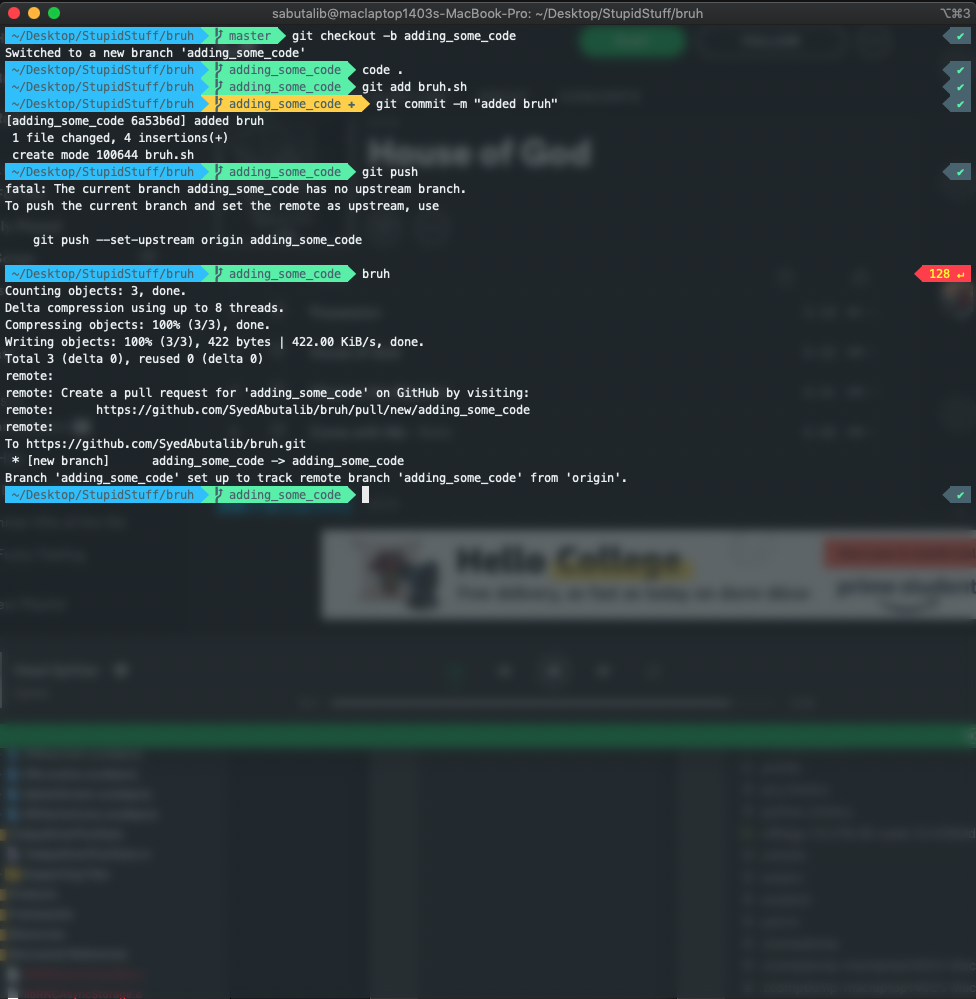 sabutalib@maclaptop1403s-MacBook-Pro: ~/Desktop/StupidStuff/bruh ⌥⌘3
~/Desktop/StupidStuff/bruh master git checkout -b adding_some_code ✔
Switched to a new branch 'adding_some_code'
~/Desktop/StupidStuff/bruh adding_some_code code . ✔
~/Desktop/StupidStuff/bruh adding_some_code git add bruh.sh ✔
~/Desktop/StupidStuff/bruh adding_some_code + git commit -m "added bruh" ✔
[adding_some_code 6a53b6d] added bruh
1 file changed, 4 insertions(+)
create mode 100644 bruh.sh
~/Desktop/StupidStuff/bruh adding_some_code git push ✔
fatal: The current branch adding_some_code has no upstream branch.
To push the current branch and set the remote as upstream, use
git push --set-upstream origin adding_some_code
~/Desktop/StupidStuff/bruh adding_some_code bruh 128 ↵
Counting objects: 3, done.
Delta compression using up to 8 threads.
Compressing objects: 100% (3/3), done.
Writing objects: 100% (3/3), 422 bytes | 422.00 KiB/s, done.
Total 3 (delta 0), reused 0 (delta 0)
remote:
remote: Create a pull request for 'adding_some_code' on GitHub by visiting:
remote: https://github.com/SyedAbutalib/bruh/pull/new/adding_some_code
remote:
To https://github.com/SyedAbutalib/bruh.git
* [new branch] adding_some_code -> adding_some_code
Branch 'adding_some_code' set up to track remote branch 'adding_some_code' from 'origin'.
~/Desktop/StupidStuff/bruh adding_some_code ✔
House of God
Hello College.
prime student